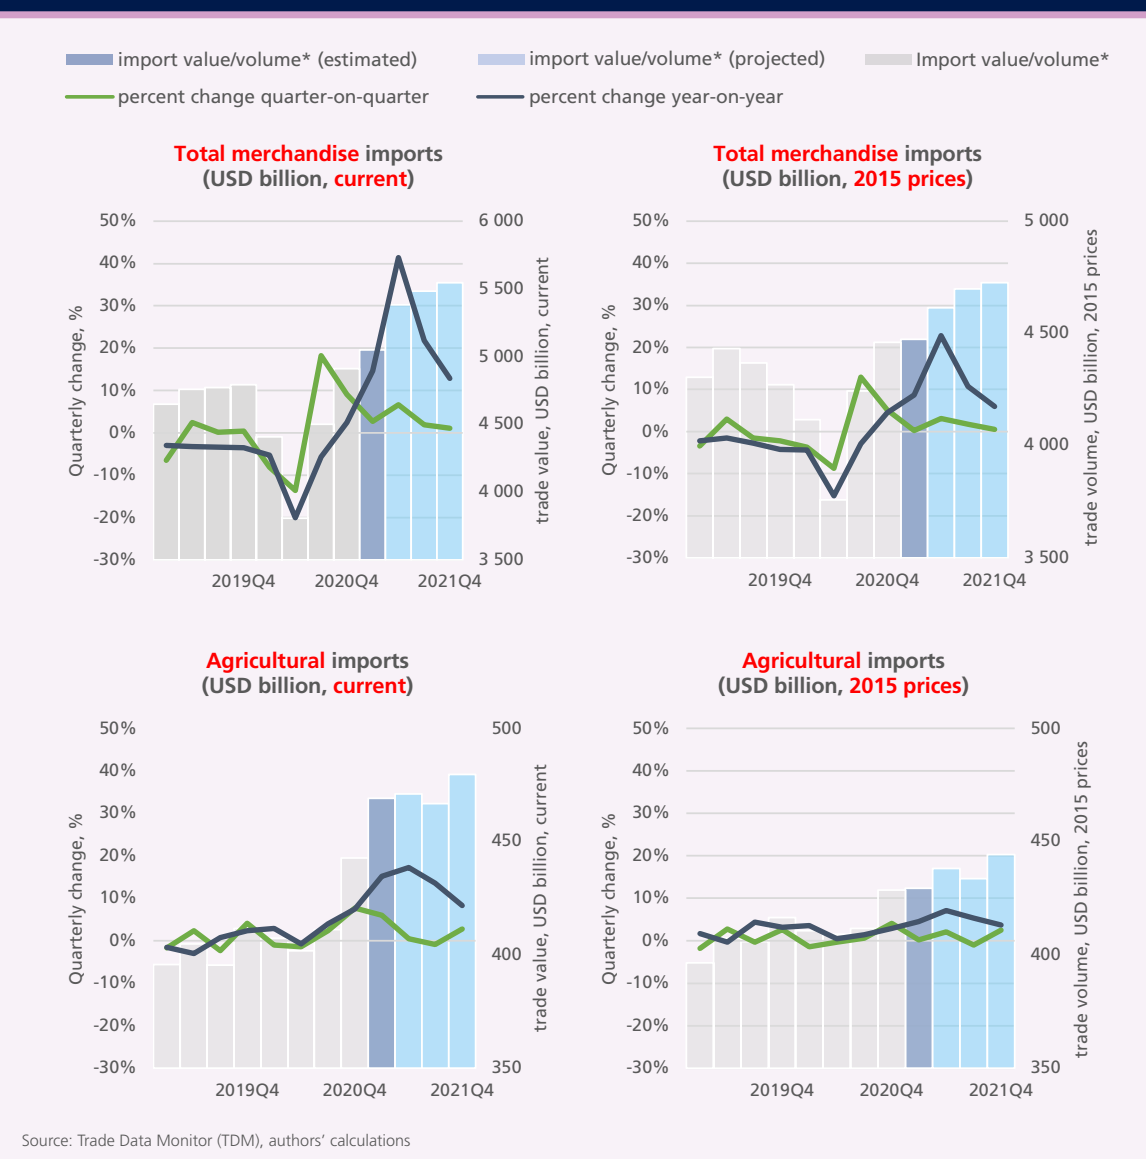 import value/volume* (estimated)
import value/volume* (projected)
Import value/volume*
percent change quarter-on-quarter
percent change year-on-year
Total merchandise imports
(USD billion, current)
50%
40%
30%
20%
10%
0%
-10%
-20%
-30%
Quarterly change, %
6 000
5 500
5 000
4 500
4 000
3 500
trade value, USD billion, current
2019Q4
2020Q4
2021Q4
Total merchandise imports
(USD billion, 2015 prices)
50%
40%
30%
20%
10%
0%
-10%
-20%
-30%
Quarterly change, %
5 000
4 500
4 000
3 500
trade volume, USD billion, 2015 prices
2019Q4
2020Q4
2021Q4
Agricultural imports
(USD billion, current)
50%
40%
30%
20%
10%
0%
-10%
-20%
-30%
Quarterly change, %
500
450
400
350
trade value, USD billion, current
2019Q4
2020Q4
2021Q4
Agricultural imports
(USD billion, 2015 prices)
50%
40%
30%
20%
10%
0%
-10%
-20%
-30%
Quarterly change, %
500
450
400
350
trade volume, USD billion, 2015 prices
2019Q4
2020Q4
2021Q4
Source: Trade Data Monitor (TDM), authors’ calculations